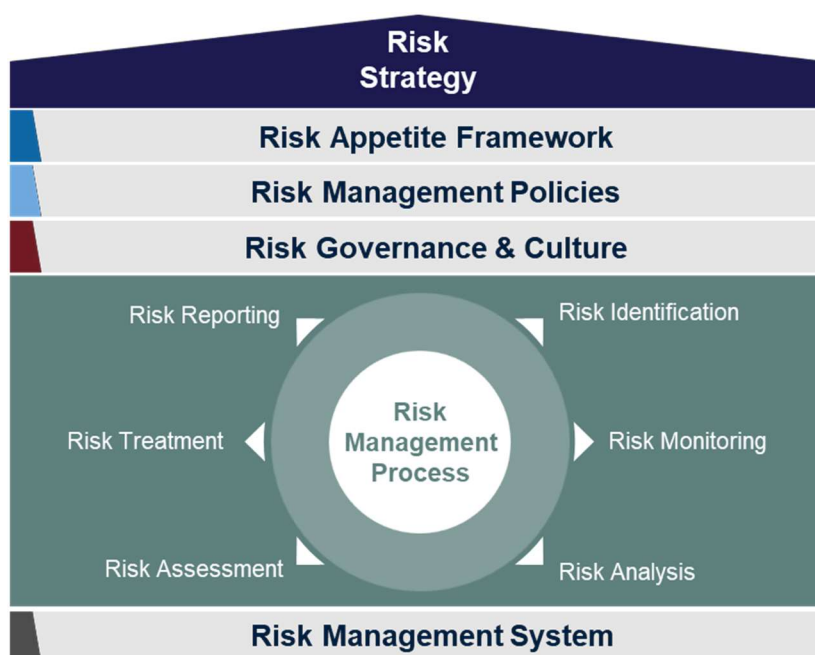 Risk
Strategy
Risk Appetite Framework
Risk Management Policies
Risk Governance & Culture
Risk Reporting
Risk Identification
Risk Treatment
Risk
Management
Process
Risk Monitoring
Risk Assessment
Risk Analysis
Risk Management System